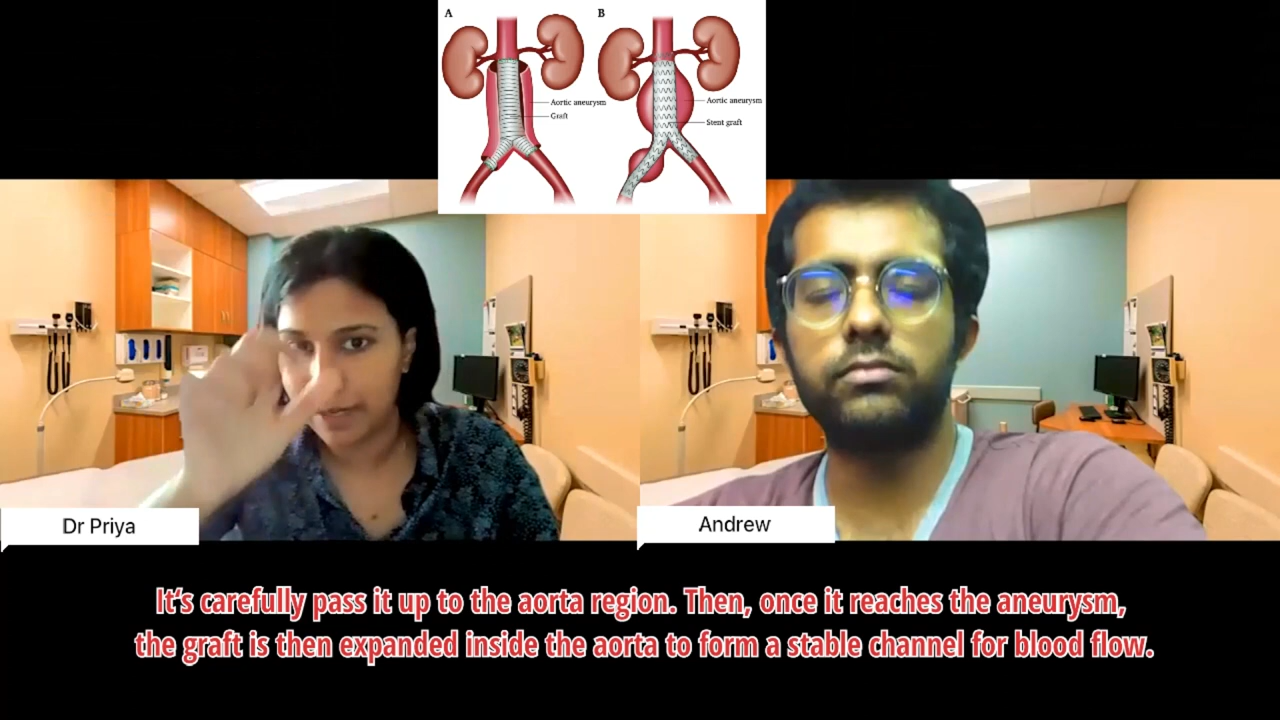 A
B
Aortic aneurysm
Graft
Aortic aneurysm
Stent graft
Dr Priya
Andrew
It's carefully pass it up to the aorta region. Then, once it reaches the aneurysm,
the graft is then expanded inside the aorta to form a stable channel for blood flow.